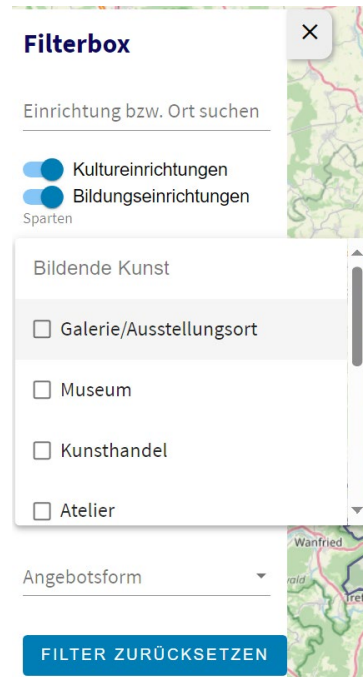 Filterbox
Einrichtung bzw. Ort suchen
Kultureinrichtungen
Bildungseinrichtungen
Sparten
Bildende Kunst
Galerie/Ausstellungsort
Museum
Kunsthandel
Atelier
Wanfried
Angebotsform
FILTER ZURÜCKSETZEN